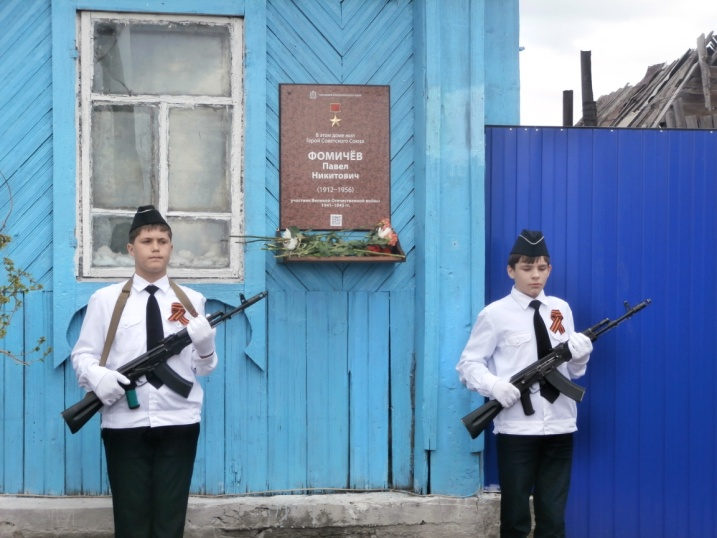 В этом доме жил
Герой Советского Союза
ФОМИЧЁВ
Павел
Никитович
(1912–1956)
участник Великой Отечественной войны
1941–1945 гг.